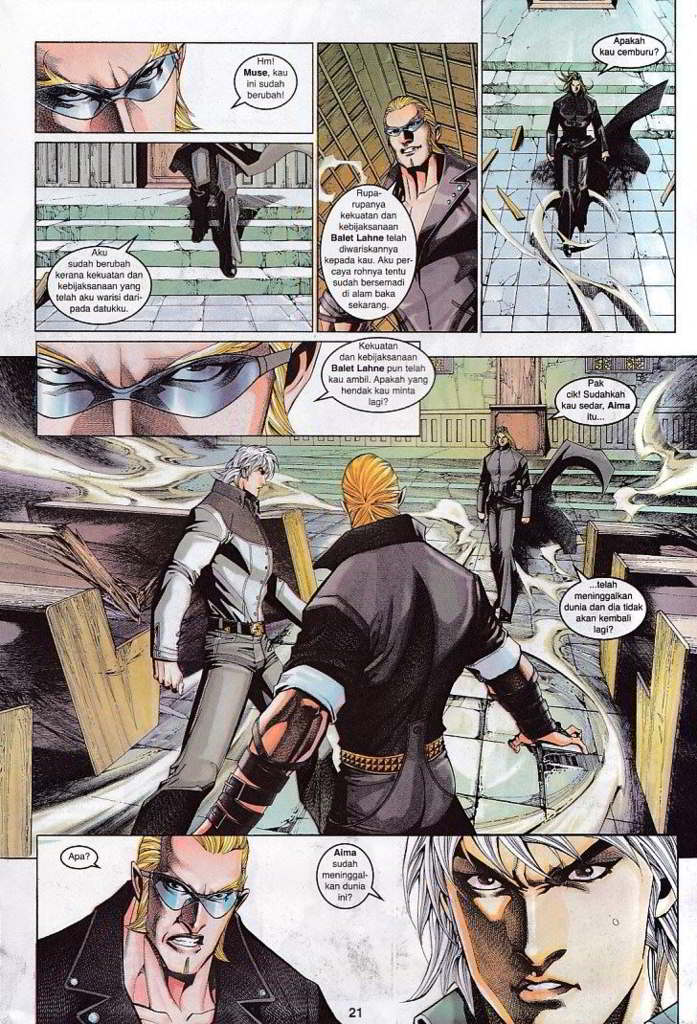 Hm!
Muse, kau
ini sudah
berubah!
Aku
sudah berubah
kerana kekuatan dan
kebijaksanaan yang
telah aku warisi dari-
pada datukku.
Rupa-
rupanya
kekuatan dan
kebijaksanaan
Balet Lahne telah
diwariskannya
kepada kau. Aku per-
caya rohnya tentu
sudah bersemadi
di alam baka
sekarang.
Apakah
kau cemburu?
Kekuatan
dan kebijaksanaan
Balet Lahne pun telah
kau ambil. Apakah yang
hendak kau minta
lagi?
Pak
cik! Sudahkah
kau sedar, Aima
itu...
...telah
meninggalkan
dunia dan dia tidak
akan kembali
lagi?
Apa?
Aima
sudah
meninggal-
kan dunia
ini?
21